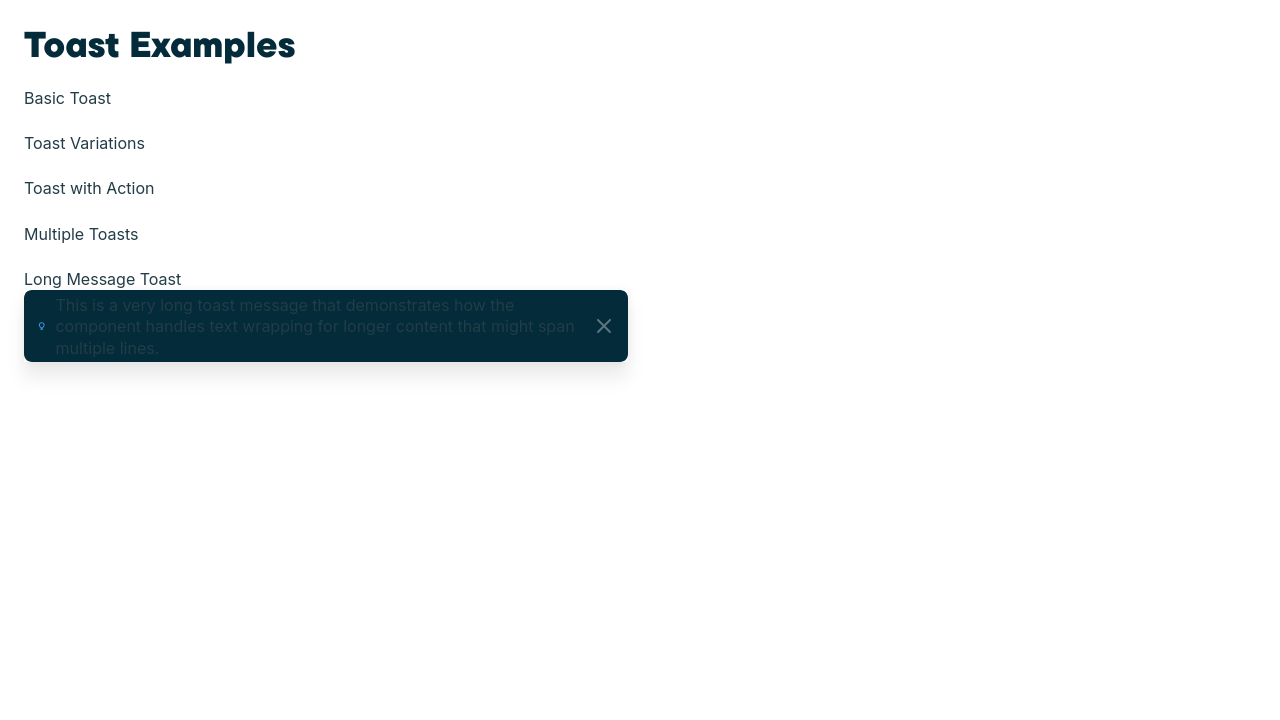 Toast Examples
Basic Toast
Toast Variations
Toast with Action
Multiple Toasts
Long Message Toast
This is a very long toast message that demonstrates how the
component handles text wrapping for longer content that might span
multiple lines.